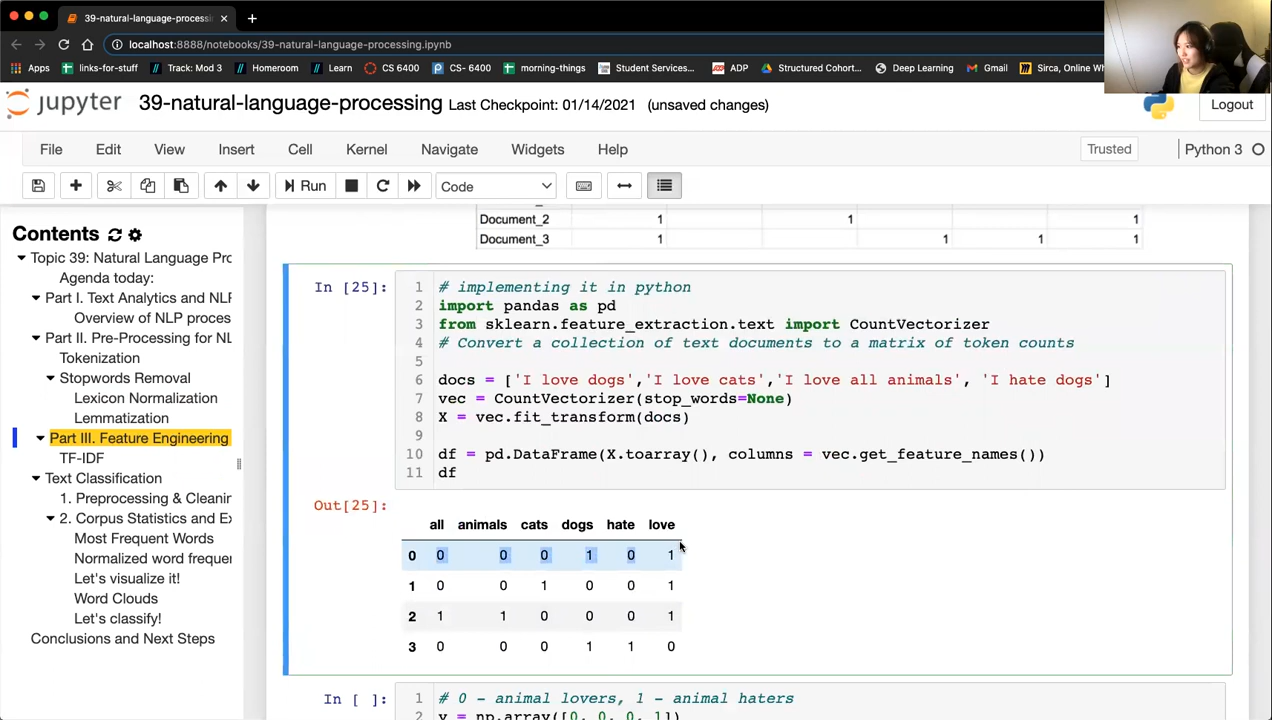 39-natural-language-processi
localhost:8888/notebooks/39-natural-language-processing.ipynb
Apps links-for-stuff Track: Mod 3 Homeroom Learn CS 6400 CS- 6400 morning-things Student Services... ADP Structured Cohort... Deep Learning Gmail Sirca, Online Wh
jupyter 39-natural-language-processing Last Checkpoint: 01/14/2021 (unsaved changes) Logout
File Edit View Insert Cell Kernel Navigate Widgets Help Trusted Python 3
Run Code
Contents
Topic 39: Natural Language Prc
Agenda today:
Part I. Text Analytics and NLF
Overview of NLP proces
Part II. Pre-Processing for NL
Tokenization
Stopwords Removal
Lexicon Normalization
Lemmatization
Part III. Feature Engineering
TF-IDF
Text Classification
1. Preprocessing & Cleanir
2. Corpus Statistics and Ex
Most Frequent Words
Normalized word frequer
Let's visualize it!
Word Clouds
Let's classify!
Conclusions and Next Steps
Document_2 1 1 1
Document_3 1 1 1 1
In [25]:
1 # implementing it in python
2 import pandas as pd
3 from sklearn.feature_extraction.text import CountVectorizer
4 # Convert a collection of text documents to a matrix of token counts
5
6 docs = ['I love dogs','I love cats','I love all animals', 'I hate dogs']
7 vec = CountVectorizer(stop_words=None)
8 X = vec.fit_transform(docs)
9
10 df = pd.DataFrame(X.toarray(), columns = vec.get_feature_names())
11 df
Out[25]:
all animals cats dogs hate love
0 0 0 0 1 0 1
1 0 0 1 0 0 1
2 1 1 0 0 0 1
3 0 0 0 1 1 0
In [ ]:
1 # 0 - animal lovers, 1 - animal haters
2 y = np.array([0, 0, 0, 1])